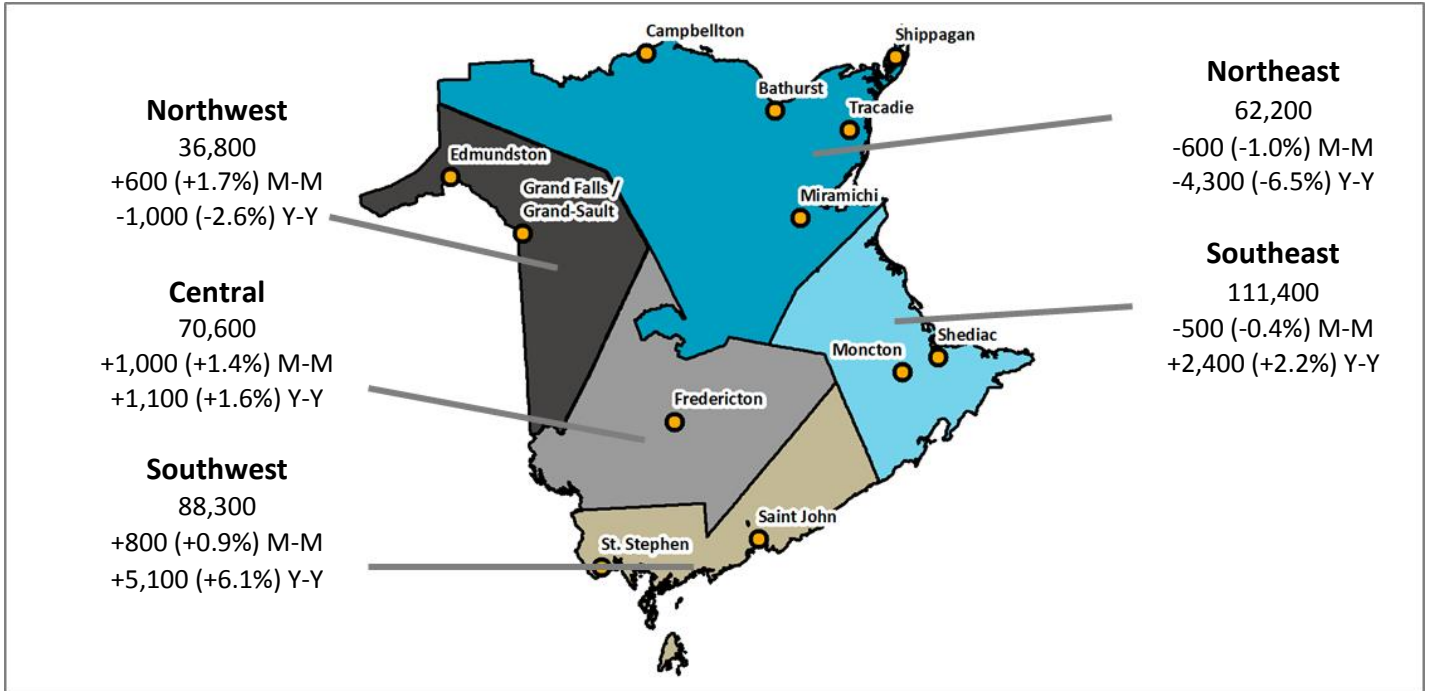 Northwest
36,800
+600 (+1.7%) M-M
-1,000 (-2.6%) Y-Y
Central
70,600
+1,000 (+1.4%) M-M
+1,100 (+1.6%) Y-Y
Southwest
88,300
+800 (+0.9%) M-M
+5,100 (+6.1%) Y-Y
Campbellton
Shippagan
Bathurst
Tracadie
Edmundston
Grand Falls /
Grand-Sault
Miramichi
Moncton
Shediac
Fredericton
Saint John
St. Stephen
Northeast
62,200
-600 (-1.0%) M-M
-4,300 (-6.5%) Y-Y
Southeast
111,400
-500 (-0.4%) M-M
+2,400 (+2.2%) Y-Y